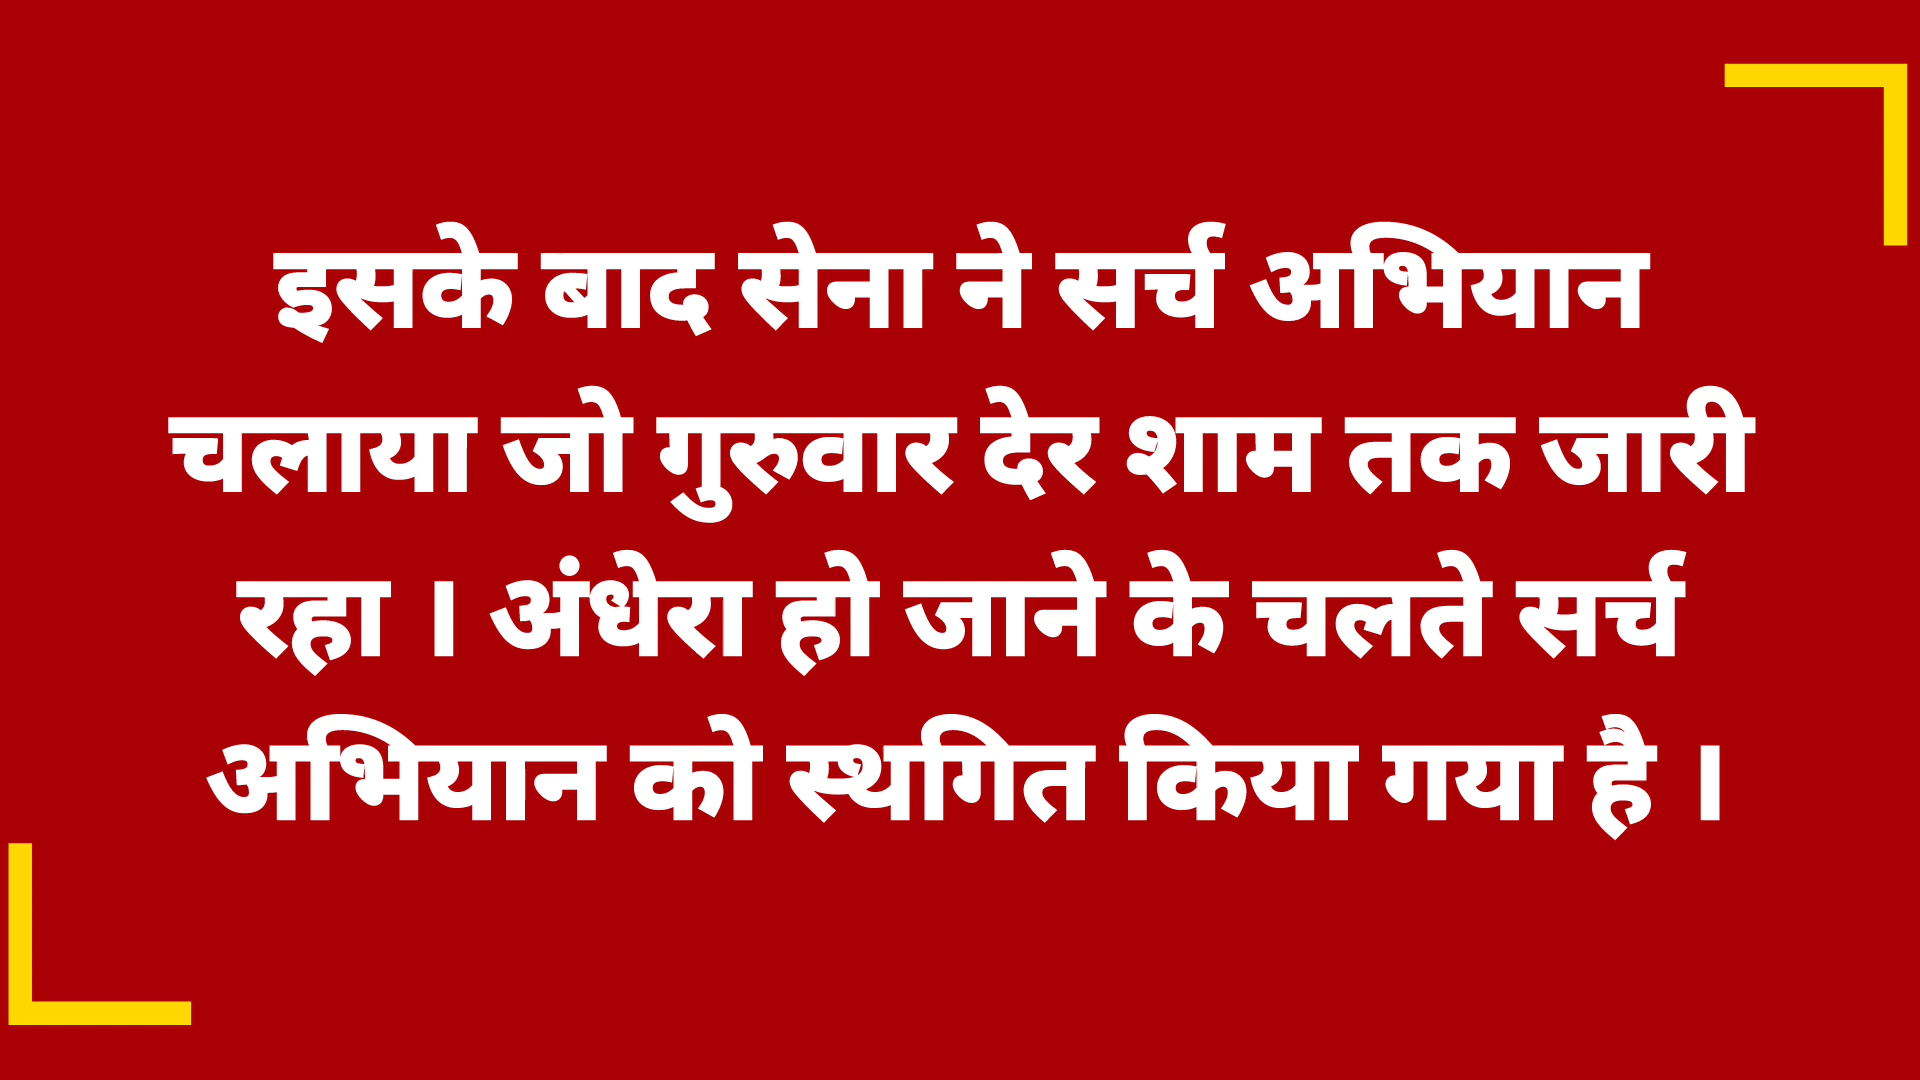 इसके बाद सेना ने सर्च अभियान
चलाया जो गुरुवार देर शाम तक जारी
रहा । अंधेरा हो जाने के चलते सर्च
अभियान को स्थगित किया गया है ।